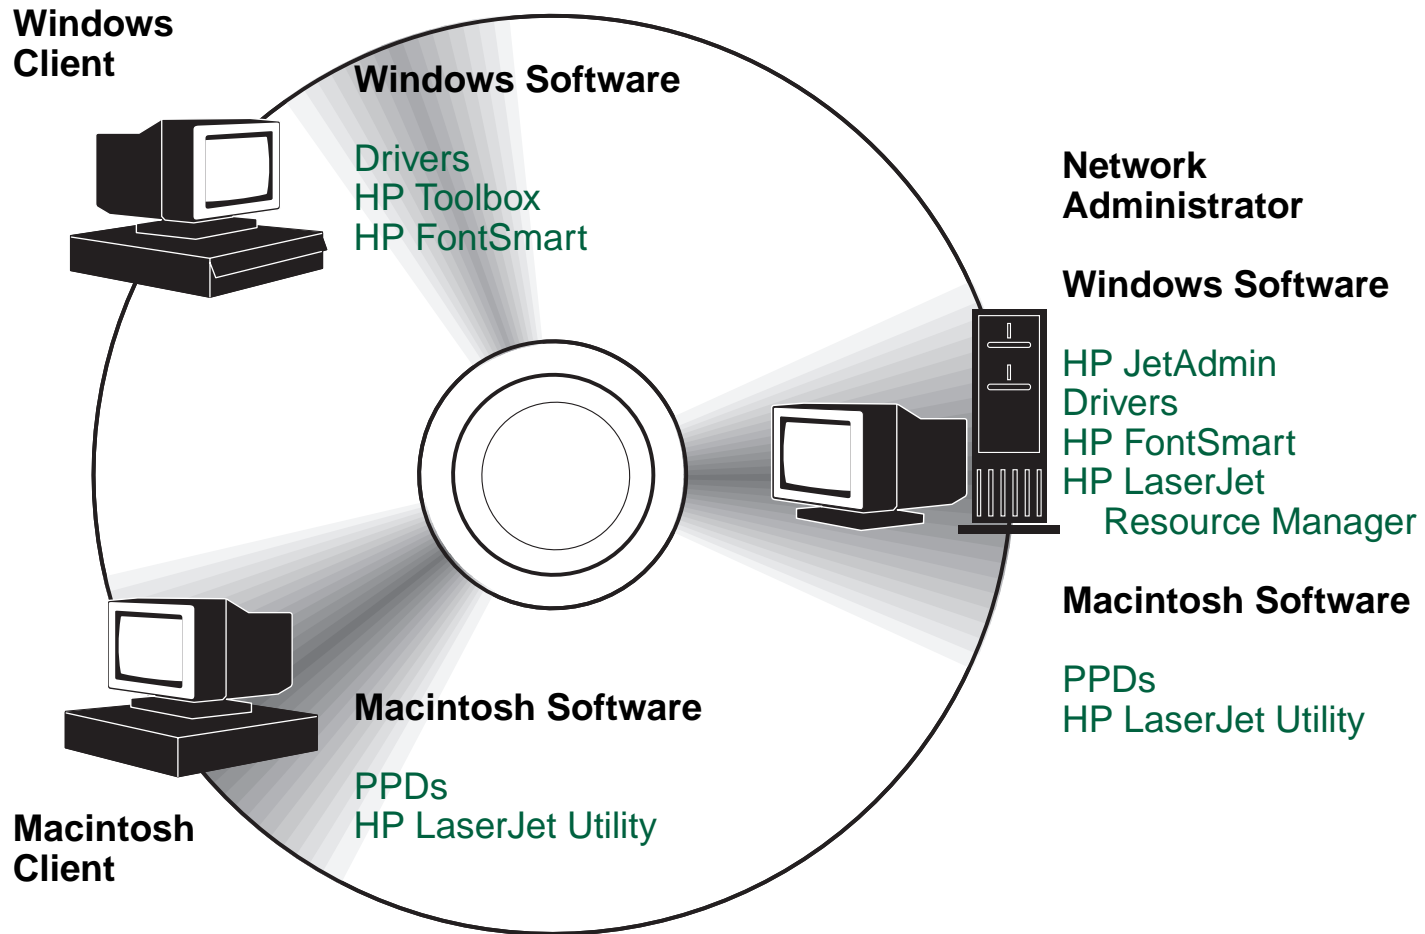 Windows
Client
Windows Software
Drivers
HP Toolbox
HP FontSmart
Network
Administrator
Windows Software
HP JetAdmin
Drivers
HP FontSmart
HP LaserJet
Resource Manager
Macintosh Software
PPDs
HP LaserJet Utility
Macintosh Software
PPDs
HP LaserJet Utility
Macintosh
Client